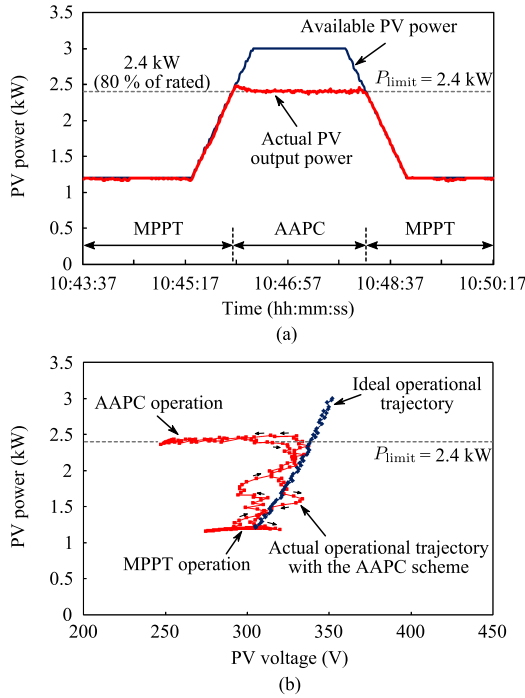 (a)
3.5
3
2.5
2
1.5
1
0.5
0
PV power (kW)
Available PV power
2.4 kW
(80 % of rated)
Plimit = 2.4 kW
Actual PV
output power
MPPT
AAPC
MPPT
10:43:37
10:45:17
10:46:57
10:48:37
10:50:17
Time (hh:mm:ss)
(a)
3.5
3
2.5
2
1.5
1
0.5
0
PV power (kW)
AAPC operation
Ideal operational
trajectory
Plimit = 2.4 kW
MPPT operation
Actual operational trajectory
with the AAPC scheme
200
250
300
350
400
450
PV voltage (V)
(b)